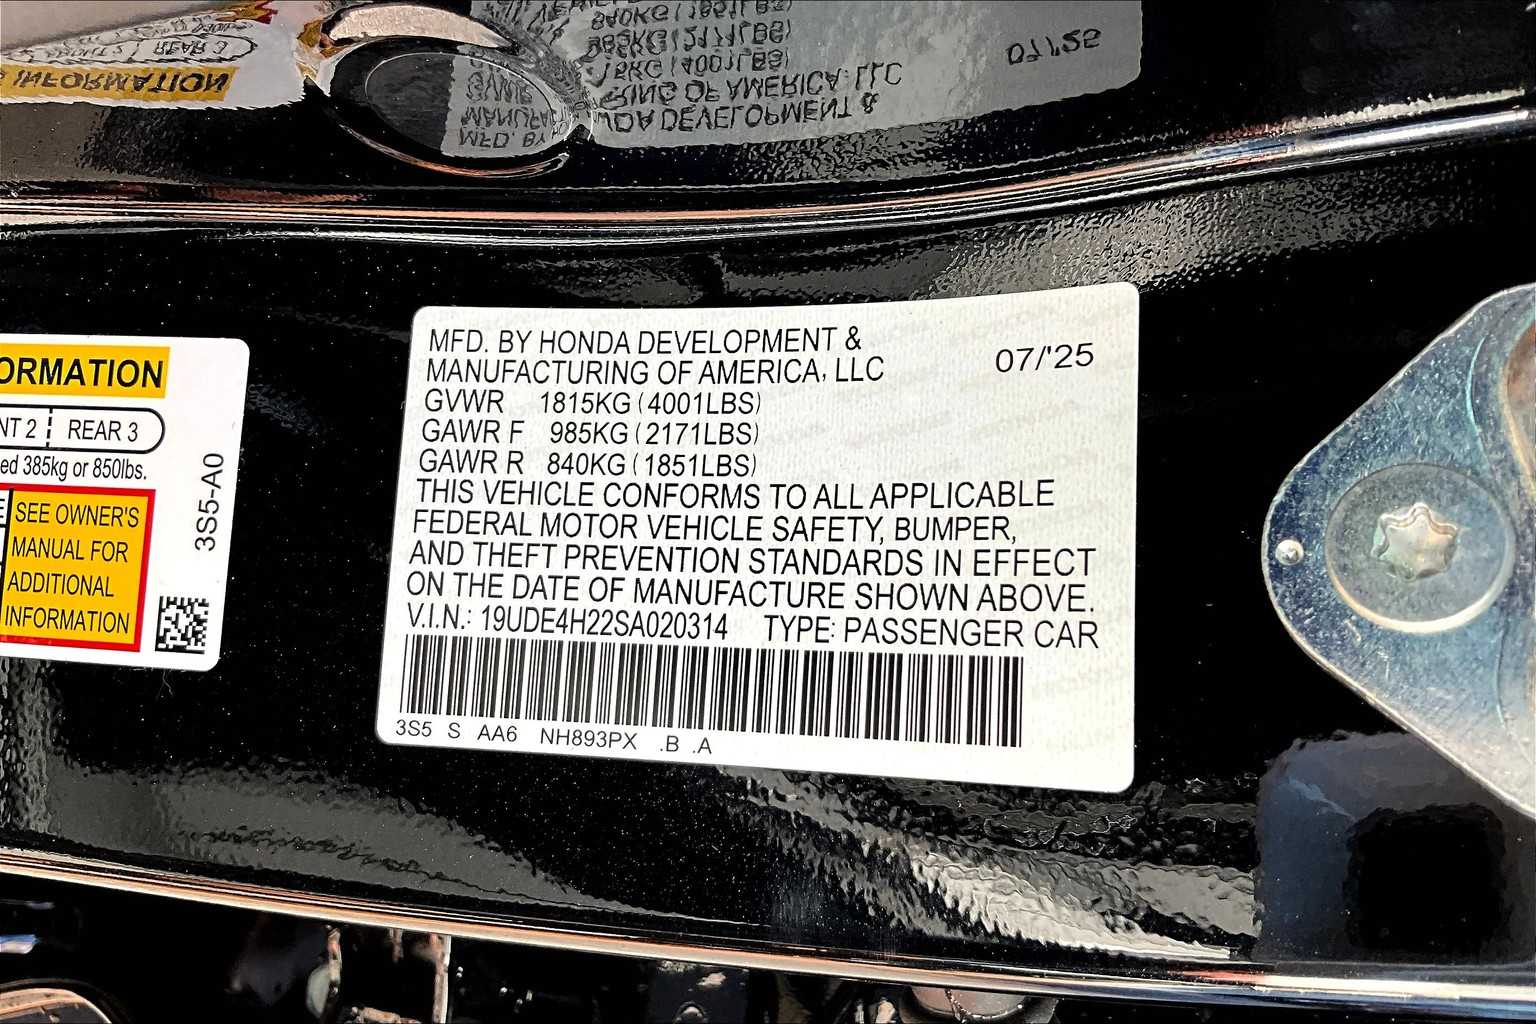 MFD. BY HONDA DEVELOPMENT &
MANUFACTURING OF AMERICA, LLC
07/'25
GVWR 1815KG (4001LBS)
GAWR F 985KG (2171LBS)
GAWR R 840KG (1851LBS)
THIS VEHICLE CONFORMS TO ALL APPLICABLE
FEDERAL MOTOR VEHICLE SAFETY, BUMPER,
AND THEFT PREVENTION STANDARDS IN EFFECT
ON THE DATE OF MANUFACTURE SHOWN ABOVE.
V.I.N.: 19UDE4H22SA020314 TYPE: PASSENGER CAR
3S5 S AA6 NH893PX .B .A
ORMATION
NT 2 REAR 3
ed 385kg or 850lbs.
SEE OWNER'S
MANUAL FOR
ADDITIONAL
INFORMATION
3S5-A0